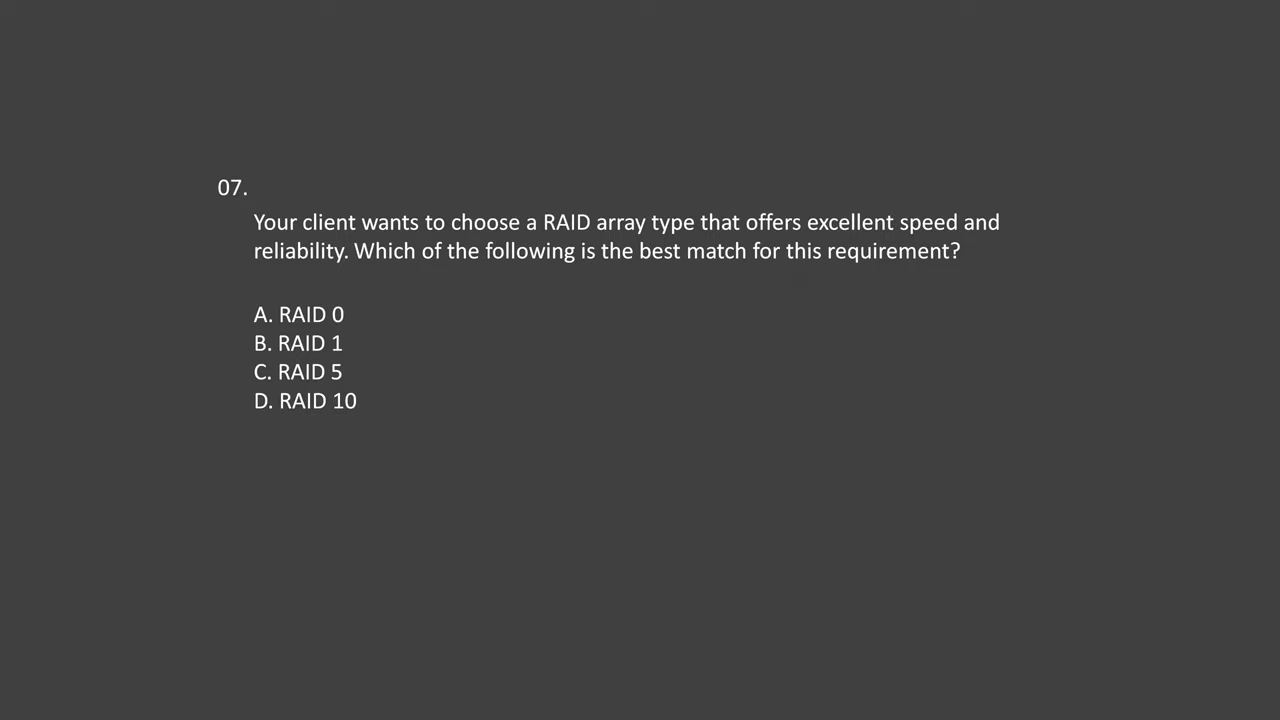 07.
Your client wants to choose a RAID array type that offers excellent speed and
reliability. Which of the following is the best match for this requirement?
A. RAID 0
B. RAID 1
C. RAID 5
D. RAID 10